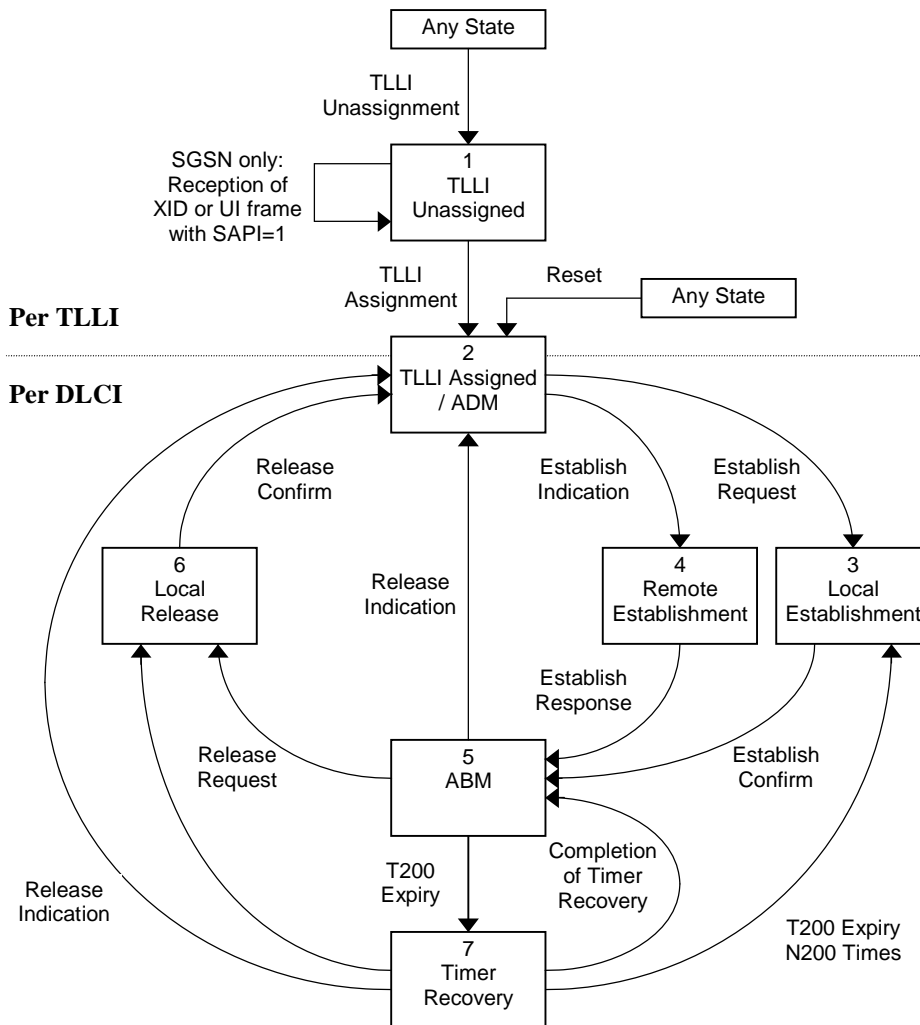 Any State
TLLI
Unassignment
SGSN only:
Reception of
XID or UI frame
with SAPI=1
1
TLLI
Unassigned
TLLI
Assignment
Reset
Any State
Per TLLI
2
TLLI Assigned
/ ADM
Per DLCI
Release
Confirm
Establish
Indication
Establish
Request
6
Local
Release
Release
Indication
4
Remote
Establishment
3
Local
Establishment
Establish
Response
Release
Request
5
ABM
Establish
Confirm
T200
Expiry
Completion
of Timer
Recovery
Release
Indication
T200 Expiry
N200 Times
7
Timer
Recovery